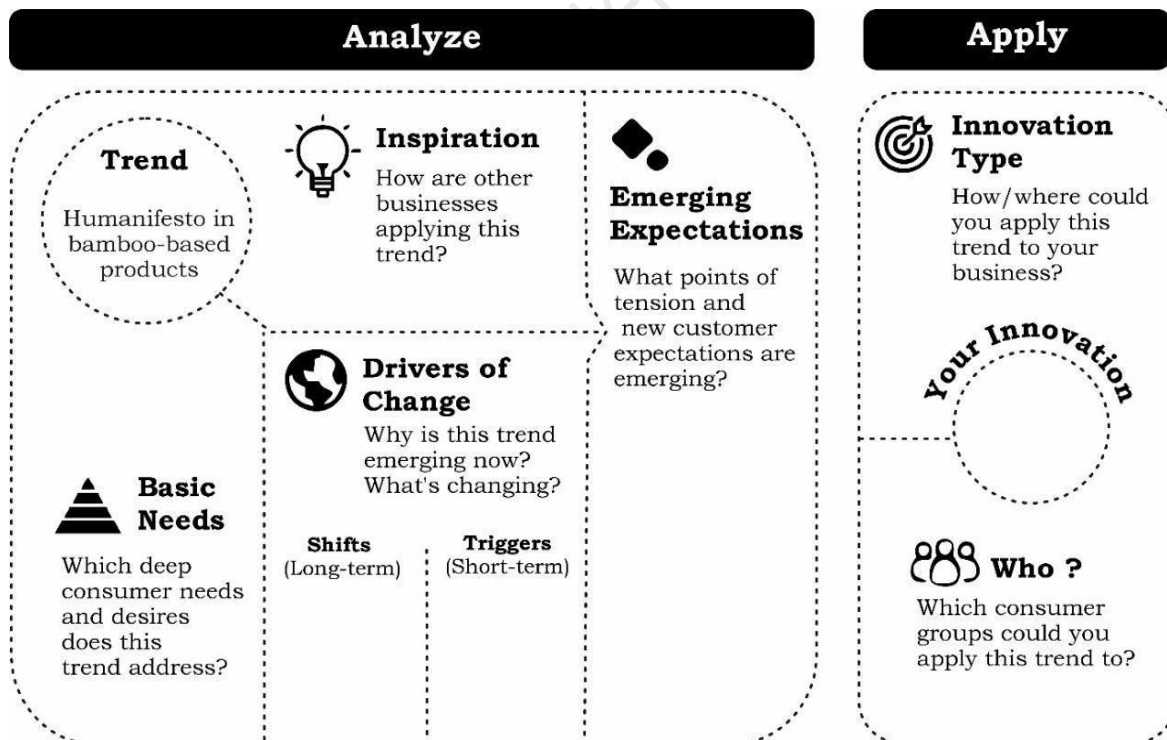 Analyze
Trend
Humanifesto in
bamboo-based
products
Inspiration
How are other
businesses
applying this
trend?
Emerging
Expectations
What points of
tension and
new customer
expectations are
emerging?
Drivers of
Change
Why is this trend
emerging now?
What's changing?
Shifts
(Long-term)
Triggers
(Short-term)
Basic
Needs
Which deep
consumer needs
and desires
does this
trend address?
Apply
Innovation
Type
How/where could
you apply this
trend to your
business?
Your Innovation
Who ?
Which consumer
groups could you
apply this trend to?